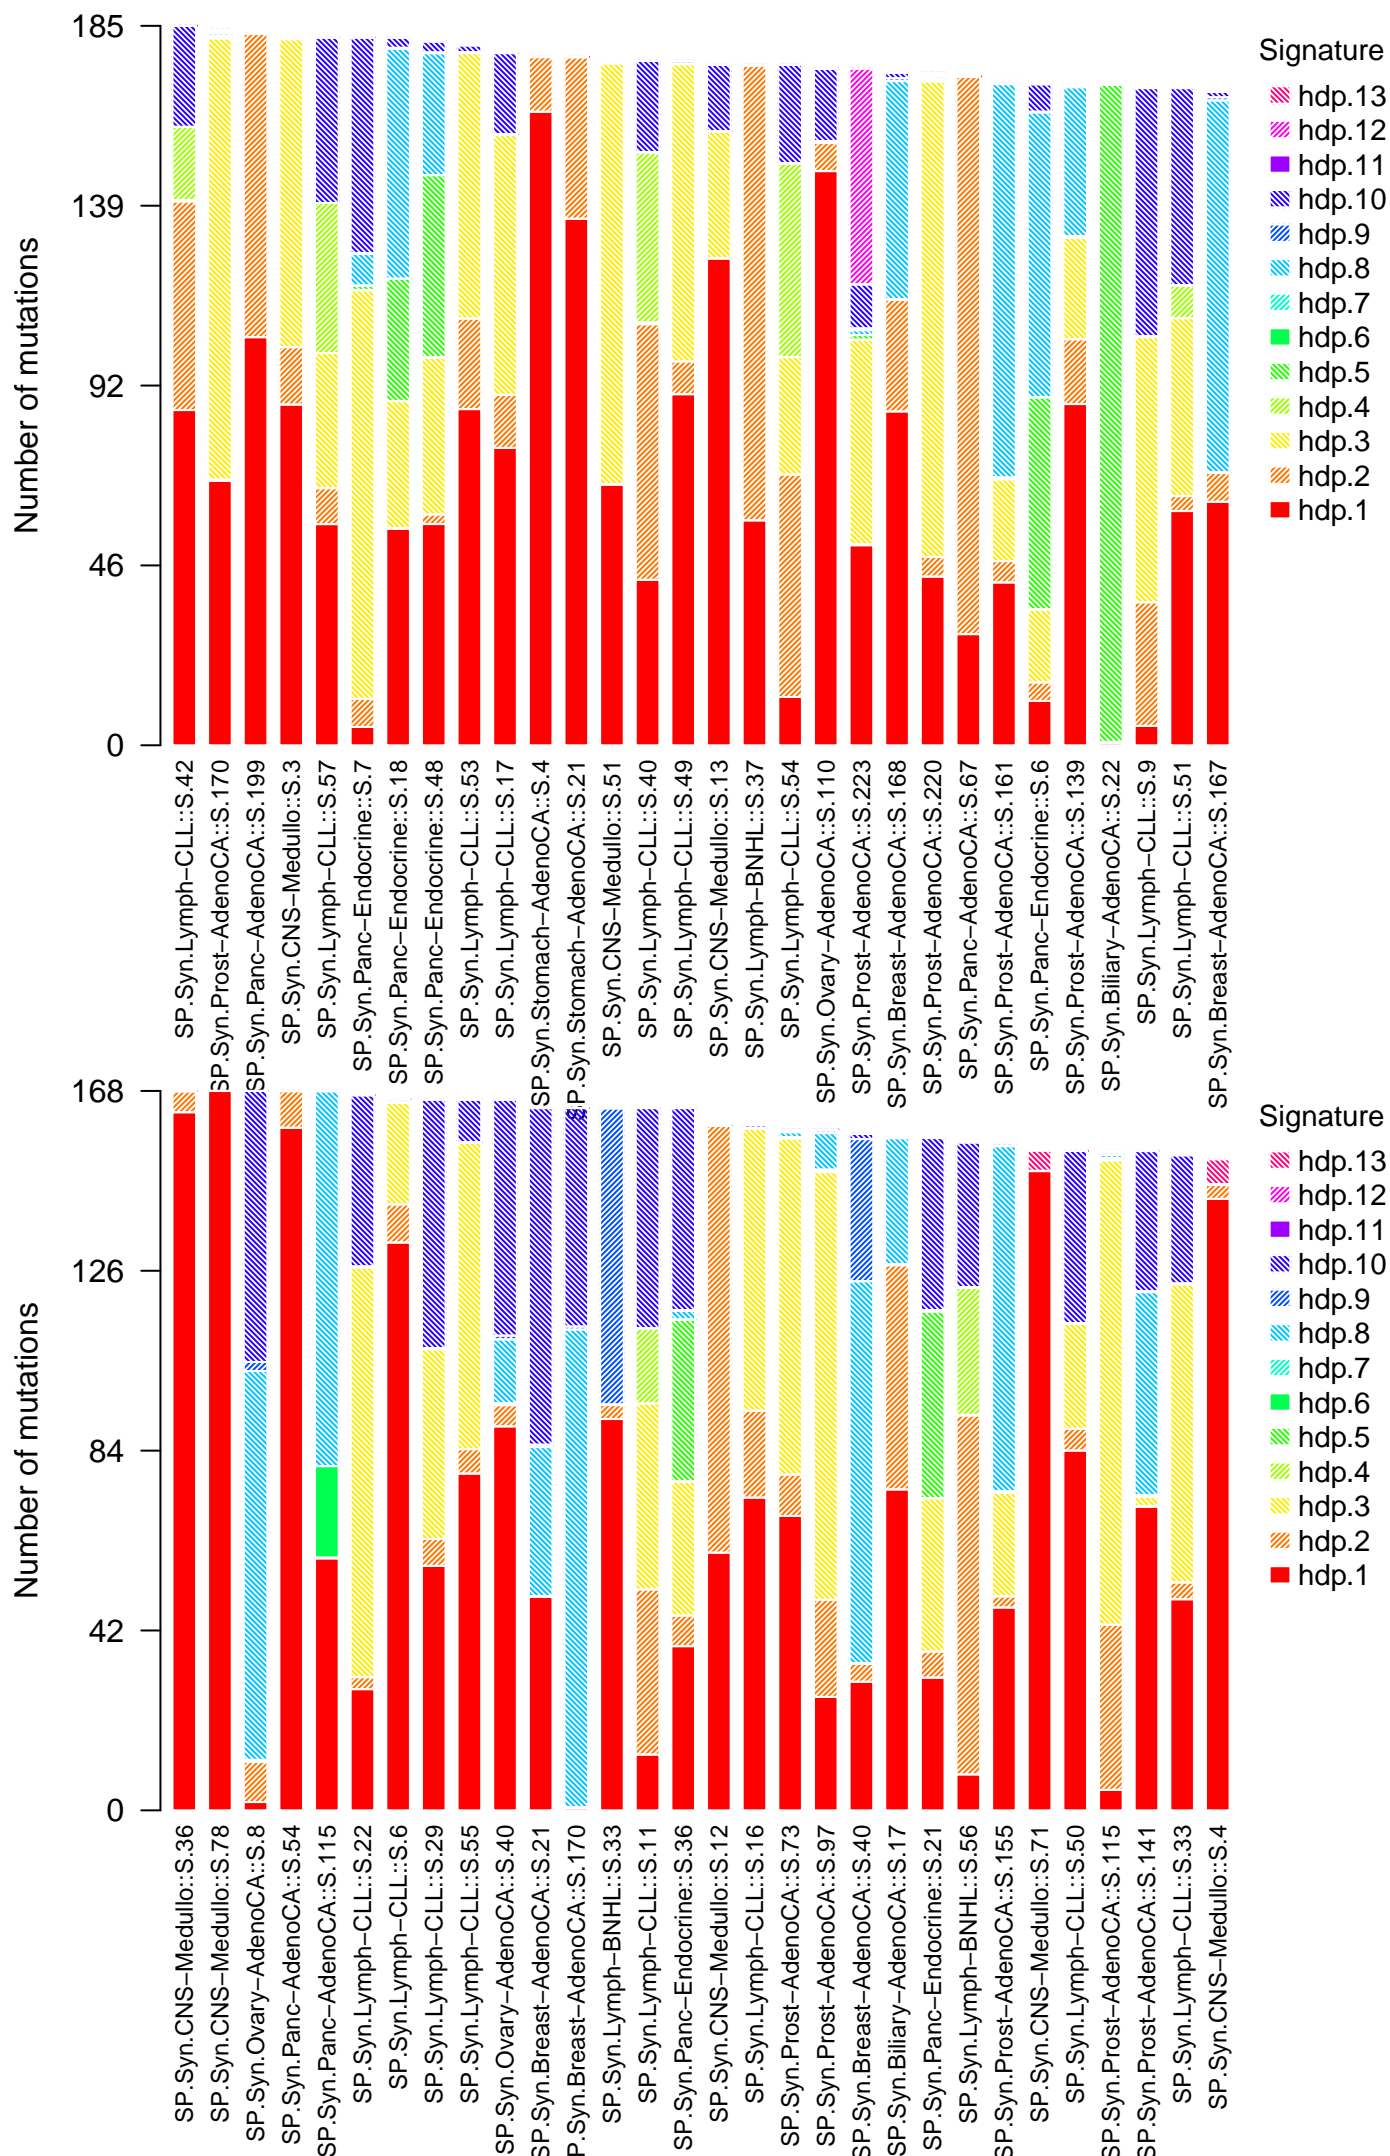 Number of mutations
185
139
92
46
0
Signature
hdp.13
hdp.12
hdp.11
hdp.10
hdp.9
hdp.8
hdp.7
hdp.6
hdp.5
hdp.4
hdp.3
hdp.2
hdp.1
SP.Syn.Lymph−CLL::S.42
SP.Syn.Prost−AdenoCA::S.170
SP.Syn.Panc−AdenoCA::S.199
SP.Syn.CNS−Medullo::S.3
SP.Syn.Lymph−CLL::S.57
SP.Syn.Panc−Endocrine::S.7
SP.Syn.Panc−Endocrine::S.18
SP.Syn.Panc−Endocrine::S.48
SP.Syn.Lymph−CLL::S.53
SP.Syn.Lymph−CLL::S.17
SP.Syn.Stomach−AdenoCA::S.4
SP.Syn.Stomach−AdenoCA::S.21
SP.Syn.CNS−Medullo::S.51
SP.Syn.Lymph−CLL::S.40
SP.Syn.Lymph−CLL::S.49
SP.Syn.CNS−Medullo::S.13
SP.Syn.Lymph−BNHL::S.37
SP.Syn.Lymph−CLL::S.54
SP.Syn.Ovary−AdenoCA::S.110
SP.Syn.Prost−AdenoCA::S.223
SP.Syn.Breast−AdenoCA::S.168
SP.Syn.Prost−AdenoCA::S.220
SP.Syn.Panc−AdenoCA::S.67
SP.Syn.Prost−AdenoCA::S.161
SP.Syn.Panc−Endocrine::S.6
SP.Syn.Prost−AdenoCA::S.139
SP.Syn.Biliary−AdenoCA::S.22
SP.Syn.Lymph−CLL::S.9
SP.Syn.Lymph−CLL::S.51
SP.Syn.Breast−AdenoCA::S.167
Number of mutations
168
126
84
42
0
Signature
hdp.13
hdp.12
hdp.11
hdp.10
hdp.9
hdp.8
hdp.7
hdp.6
hdp.5
hdp.4
hdp.3
hdp.2
hdp.1
SP.Syn.CNS−Medullo::S.36
SP.Syn.CNS−Medullo::S.78
SP.Syn.Ovary−AdenoCA::S.8
SP.Syn.Panc−AdenoCA::S.54
SP.Syn.Panc−AdenoCA::S.115
SP.Syn.Lymph−CLL::S.22
SP.Syn.Lymph−CLL::S.6
SP.Syn.Lymph−CLL::S.29
SP.Syn.Lymph−CLL::S.55
SP.Syn.Ovary−AdenoCA::S.40
SP.Syn.Breast−AdenoCA::S.21
P.Syn.Breast−AdenoCA::S.170
SP.Syn.Lymph−BNHL::S.33
SP.Syn.Lymph−CLL::S.11
SP.Syn.Panc−Endocrine::S.36
SP.Syn.CNS−Medullo::S.12
SP.Syn.Lymph−CLL::S.16
SP.Syn.Prost−AdenoCA::S.73
SP.Syn.Prost−AdenoCA::S.97
SP.Syn.Breast−AdenoCA::S.40
SP.Syn.Biliary−AdenoCA::S.17
SP.Syn.Panc−Endocrine::S.21
SP.Syn.Lymph−BNHL::S.56
SP.Syn.Prost−AdenoCA::S.155
SP.Syn.CNS−Medullo::S.71
SP.Syn.Lymph−CLL::S.50
SP.Syn.Prost−AdenoCA::S.115
SP.Syn.Prost−AdenoCA::S.141
SP.Syn.Lymph−CLL::S.33
SP.Syn.CNS−Medullo::S.4